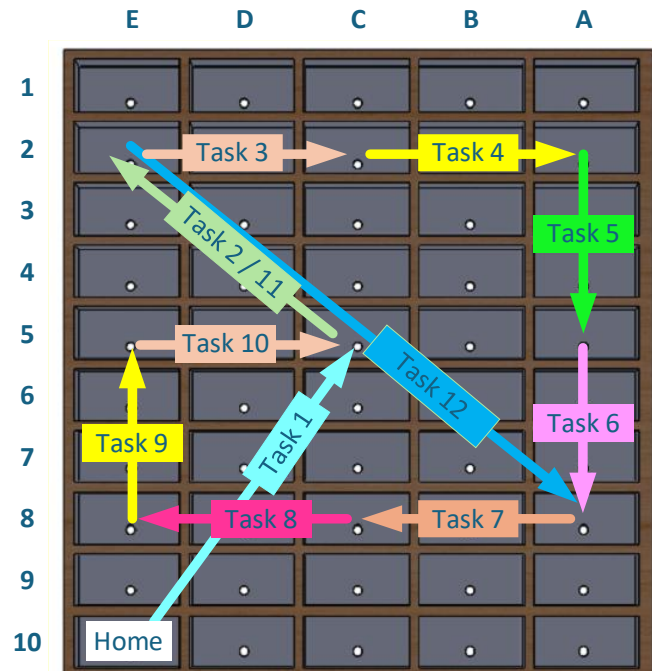 E D C B A
1
2
Task 3 Task 4
3
Task 2 / 11
Task 5
4
5
Task 10
6
Task 12
Task 1
Task 9
Task 6
7
8
Task 8 Task 7
9
10
Home